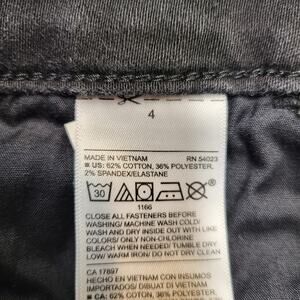 4
MADE IN VIETNAM RN 54023
US: 62% COTTON, 36% POLYESTER,
2% SPANDEX/ELASTANE
30
1166
CLOSE ALL FASTENERS BEFORE
WASHING/ MACHINE WASH COLD/
WASH AND DRY INSIDE OUT WITH LIKE
COLORS/ ONLY NON-CHLORINE
BLEACH WHEN NEEDED/ TUMBLE DRY
LOW/ WARM IRON/ DO NOT DRY CLEAN
CA 17897
HECHO EN VIETNAM CON INSUMOS
IMPORTADOS/ DIBUAT DI VIETNAM
CA: 62% COTON, 36% POLYESTER,